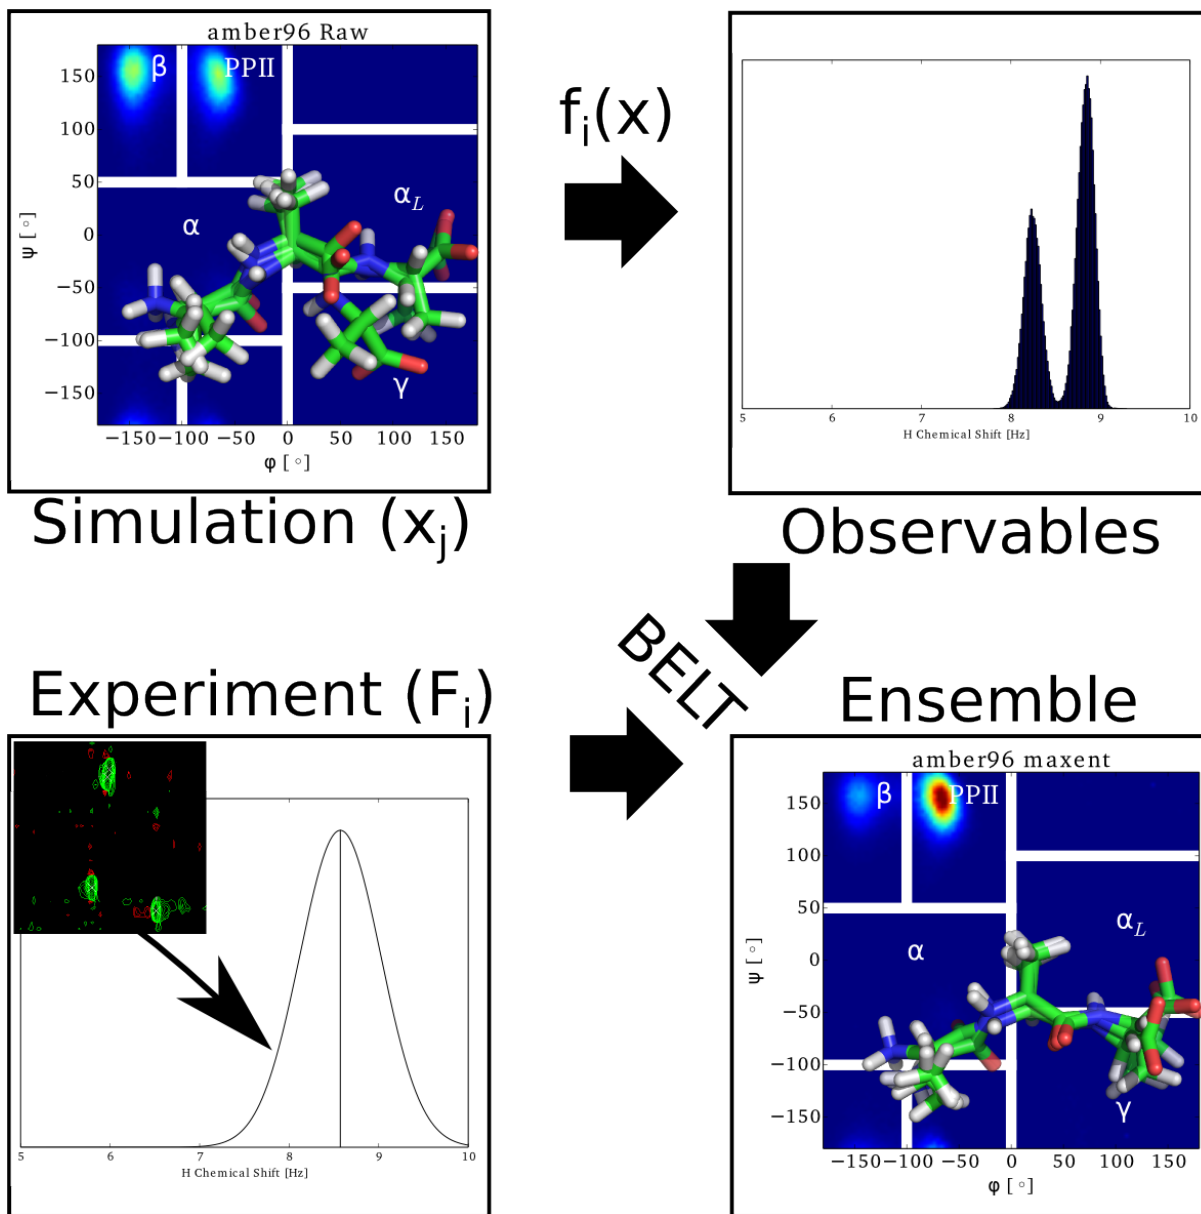 amber96 Raw
β
PPII
α
α_L
γ
150
100
50
0
−50
−100
−150
ψ [°]
−150 −100 −50 0 50 100 150
φ [°]
Simulation (x_j)
f_i(x)
5 6 7 8 9 10
H Chemical Shift [Hz]
Observables
BELT
Experiment (F_i)
5 6 7 8 9 10
H Chemical Shift [Hz]
Ensemble
amber96 maxent
β
PPII
α
α_L
γ
150
100
50
0
−50
−100
−150
ψ [°]
−150 −100 −50 0 50 100 150
φ [°]